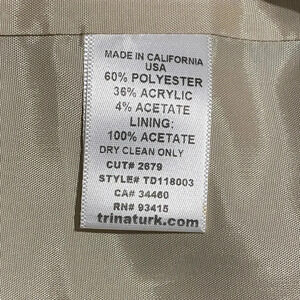 MADE IN CALIFORNIA
USA
60% POLYESTER
36% ACRYLIC
4% ACETATE
LINING:
100% ACETATE
DRY CLEAN ONLY
CUT# 2679
STYLE# TD118003
CA# 34460
RN# 93415
trinaturk.com